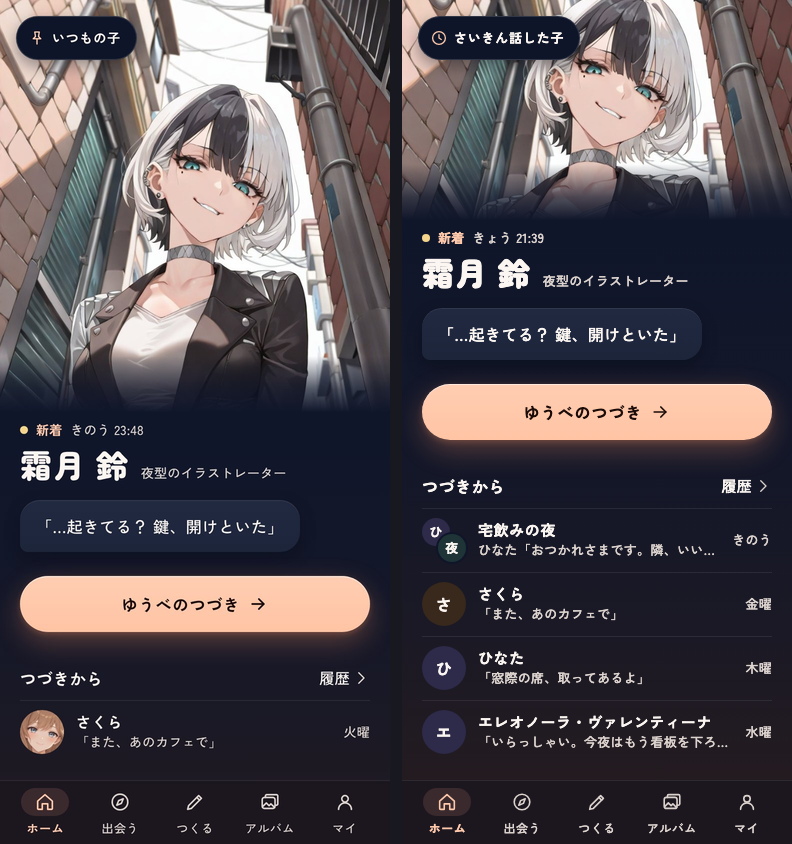 いつもの子
新着 きのう 23:48
霜月 鈴 夜型のイラストレーター
「…起きてる？ 鍵、開けといた」
ゆうべのつづき →
つづきから 履歴 >
さくら
「また、あのカフェで」
火曜
ホーム 出会う つくる アルバム マイ
さいきん話した子
新着 きょう 21:39
霜月 鈴 夜型のイラストレーター
「…起きてる？ 鍵、開けといた」
ゆうべのつづき →
つづきから 履歴 >
ひ
夜
宅飲みの夜
ひなた「おつかれさまです。隣、いい…
きのう
さ
さくら
「また、あのカフェで」
金曜
ひ
ひなた
「窓際の席、取ってあるよ」
木曜
エ
エレオノーラ・ヴァレンティーナ
「いらっしゃい。今夜はもう看板を下ろ…
水曜
ホーム 出会う つくる アルバム マイ